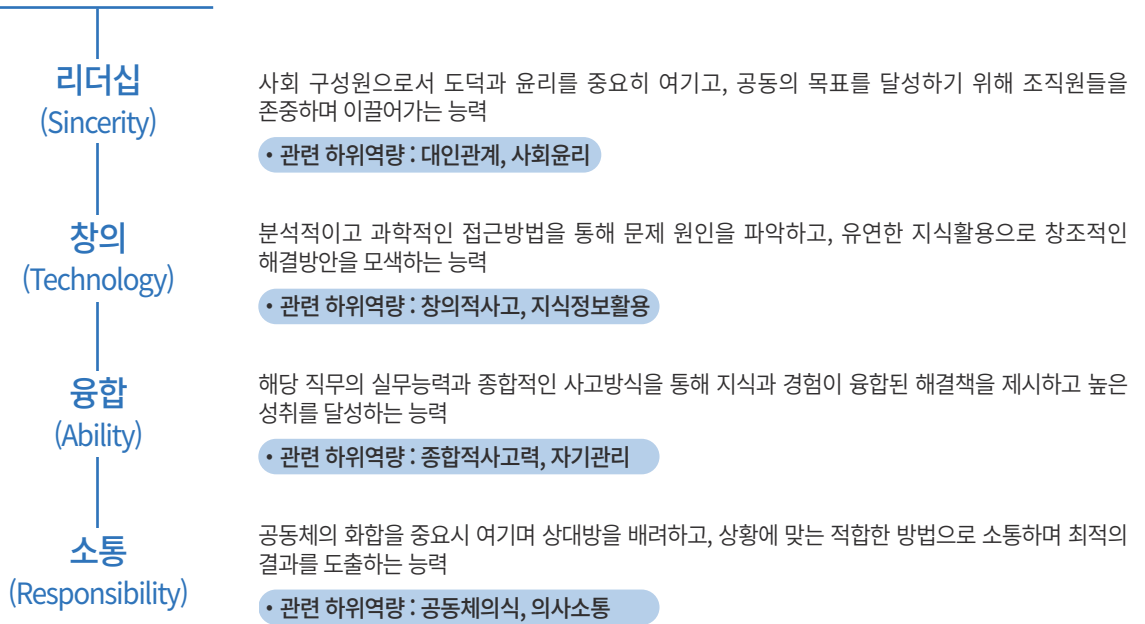 리더십
(Sincerity)
사회 구성원으로서 도덕과 윤리를 중요히 여기고, 공동의 목표를 달성하기 위해 조직원들을
존중하며 이끌어가는 능력
• 관련 하위역량 : 대인관계, 사회윤리
창의
(Technology)
분석적이고 과학적인 접근방법을 통해 문제 원인을 파악하고, 유연한 지식활용으로 창조적인
해결방안을 모색하는 능력
• 관련 하위역량 : 창의적사고, 지식정보활용
융합
(Ability)
해당 직무의 실무능력과 종합적인 사고방식을 통해 지식과 경험이 융합된 해결책을 제시하고 높은
성취를 달성하는 능력
• 관련 하위역량 : 종합적사고력, 자기관리
소통
(Responsibility)
공동체의 화합을 중요시 여기며 상대방을 배려하고, 상황에 맞는 적합한 방법으로 소통하며 최적의
결과를 도출하는 능력
• 관련 하위역량 : 공동체의식, 의사소통